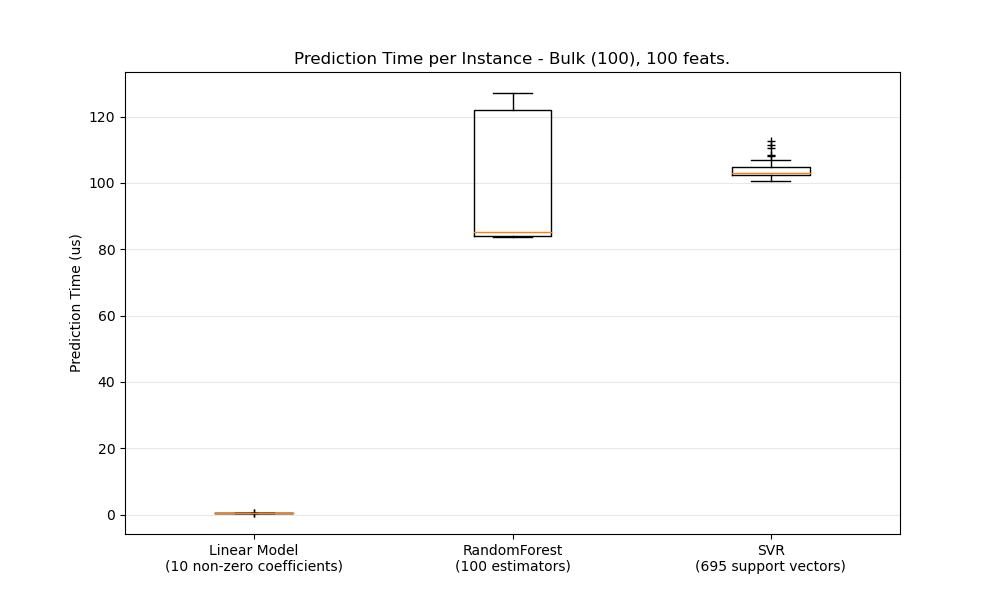 Prediction Time per Instance - Bulk (100), 100 feats.
Prediction Time (us)
120
100
80
60
40
20
0
Linear Model
(10 non-zero coefficients)
RandomForest
(100 estimators)
SVR
(695 support vectors)